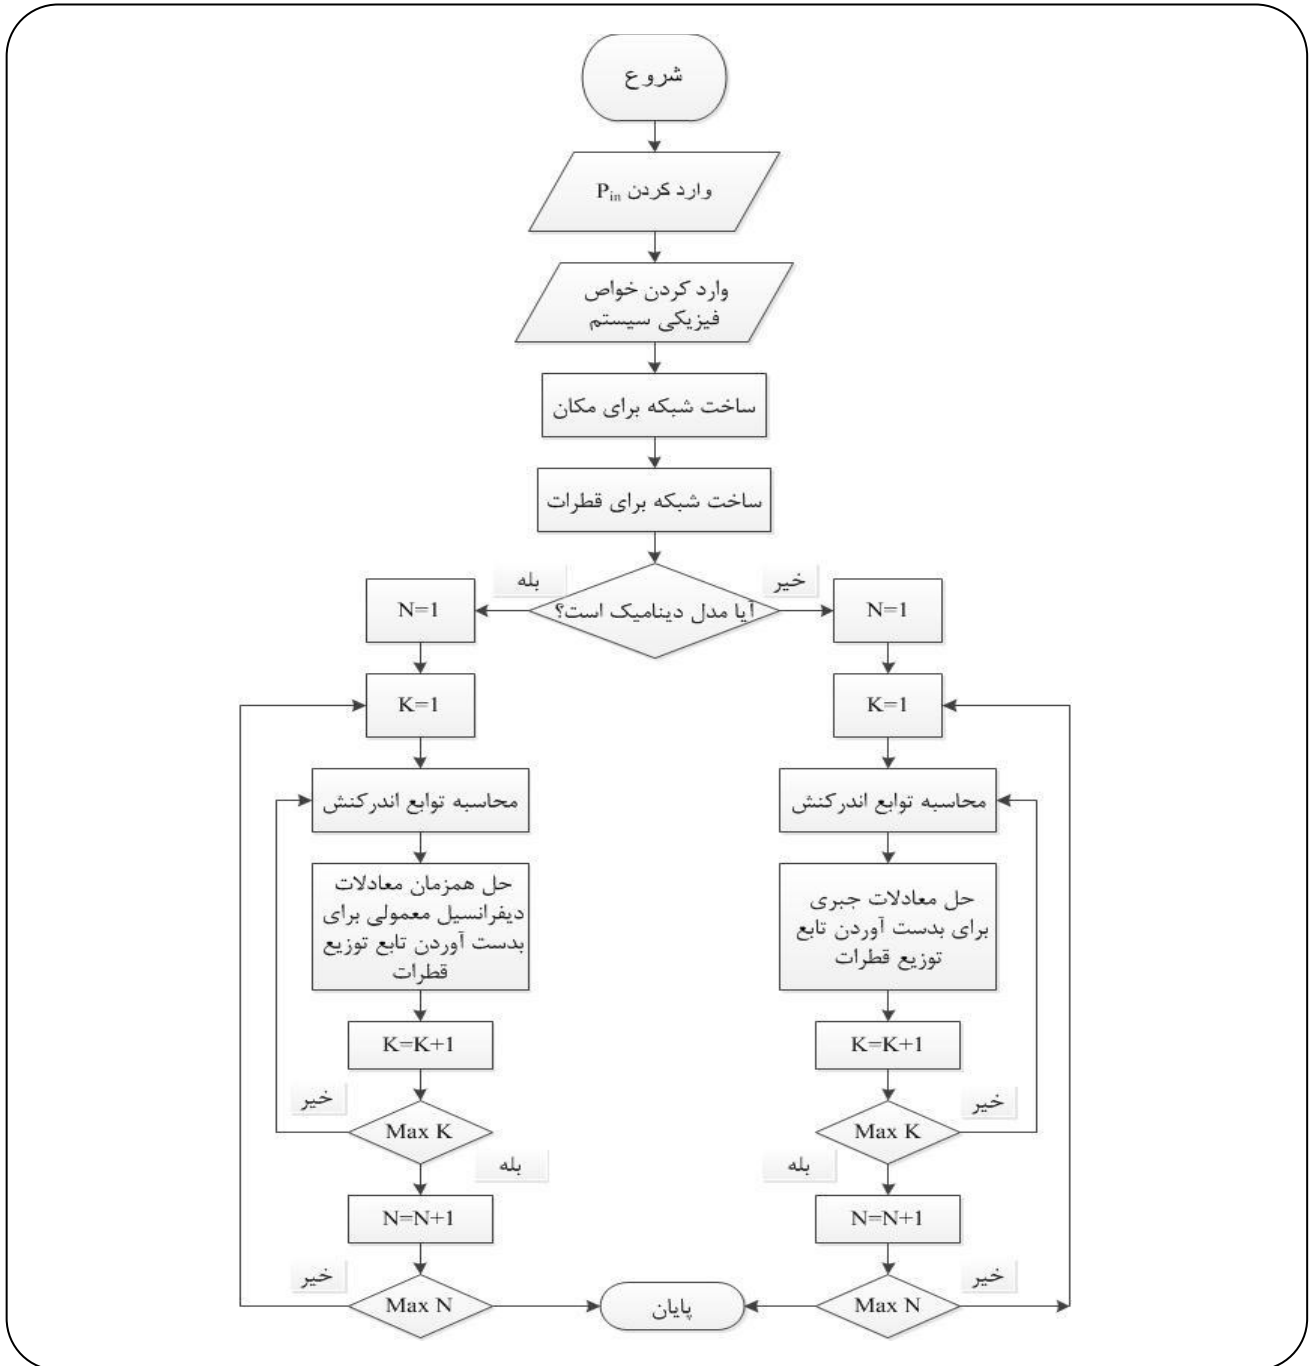 شروع
وارد کردن P_in
وارد کردن خواص
فیزیکی سیستم
ساخت شبکه برای مکان
ساخت شبکه برای قطرات
آیا مدل دینامیک است؟
بله
خیر
N=1
K=1
محاسبه توابع اندرکنش
حل همزمان معادلات
دیفرانسیل معمولی برای
بدست آوردن تابع توزیع
قطرات
K=K+1
Max K
خیر
بله
N=N+1
Max N
خیر
N=1
K=1
محاسبه توابع اندرکنش
حل معادلات جبری
برای بدست آوردن تابع
توزیع قطرات
K=K+1
Max K
خیر
بله
N=N+1
Max N
خیر
پایان